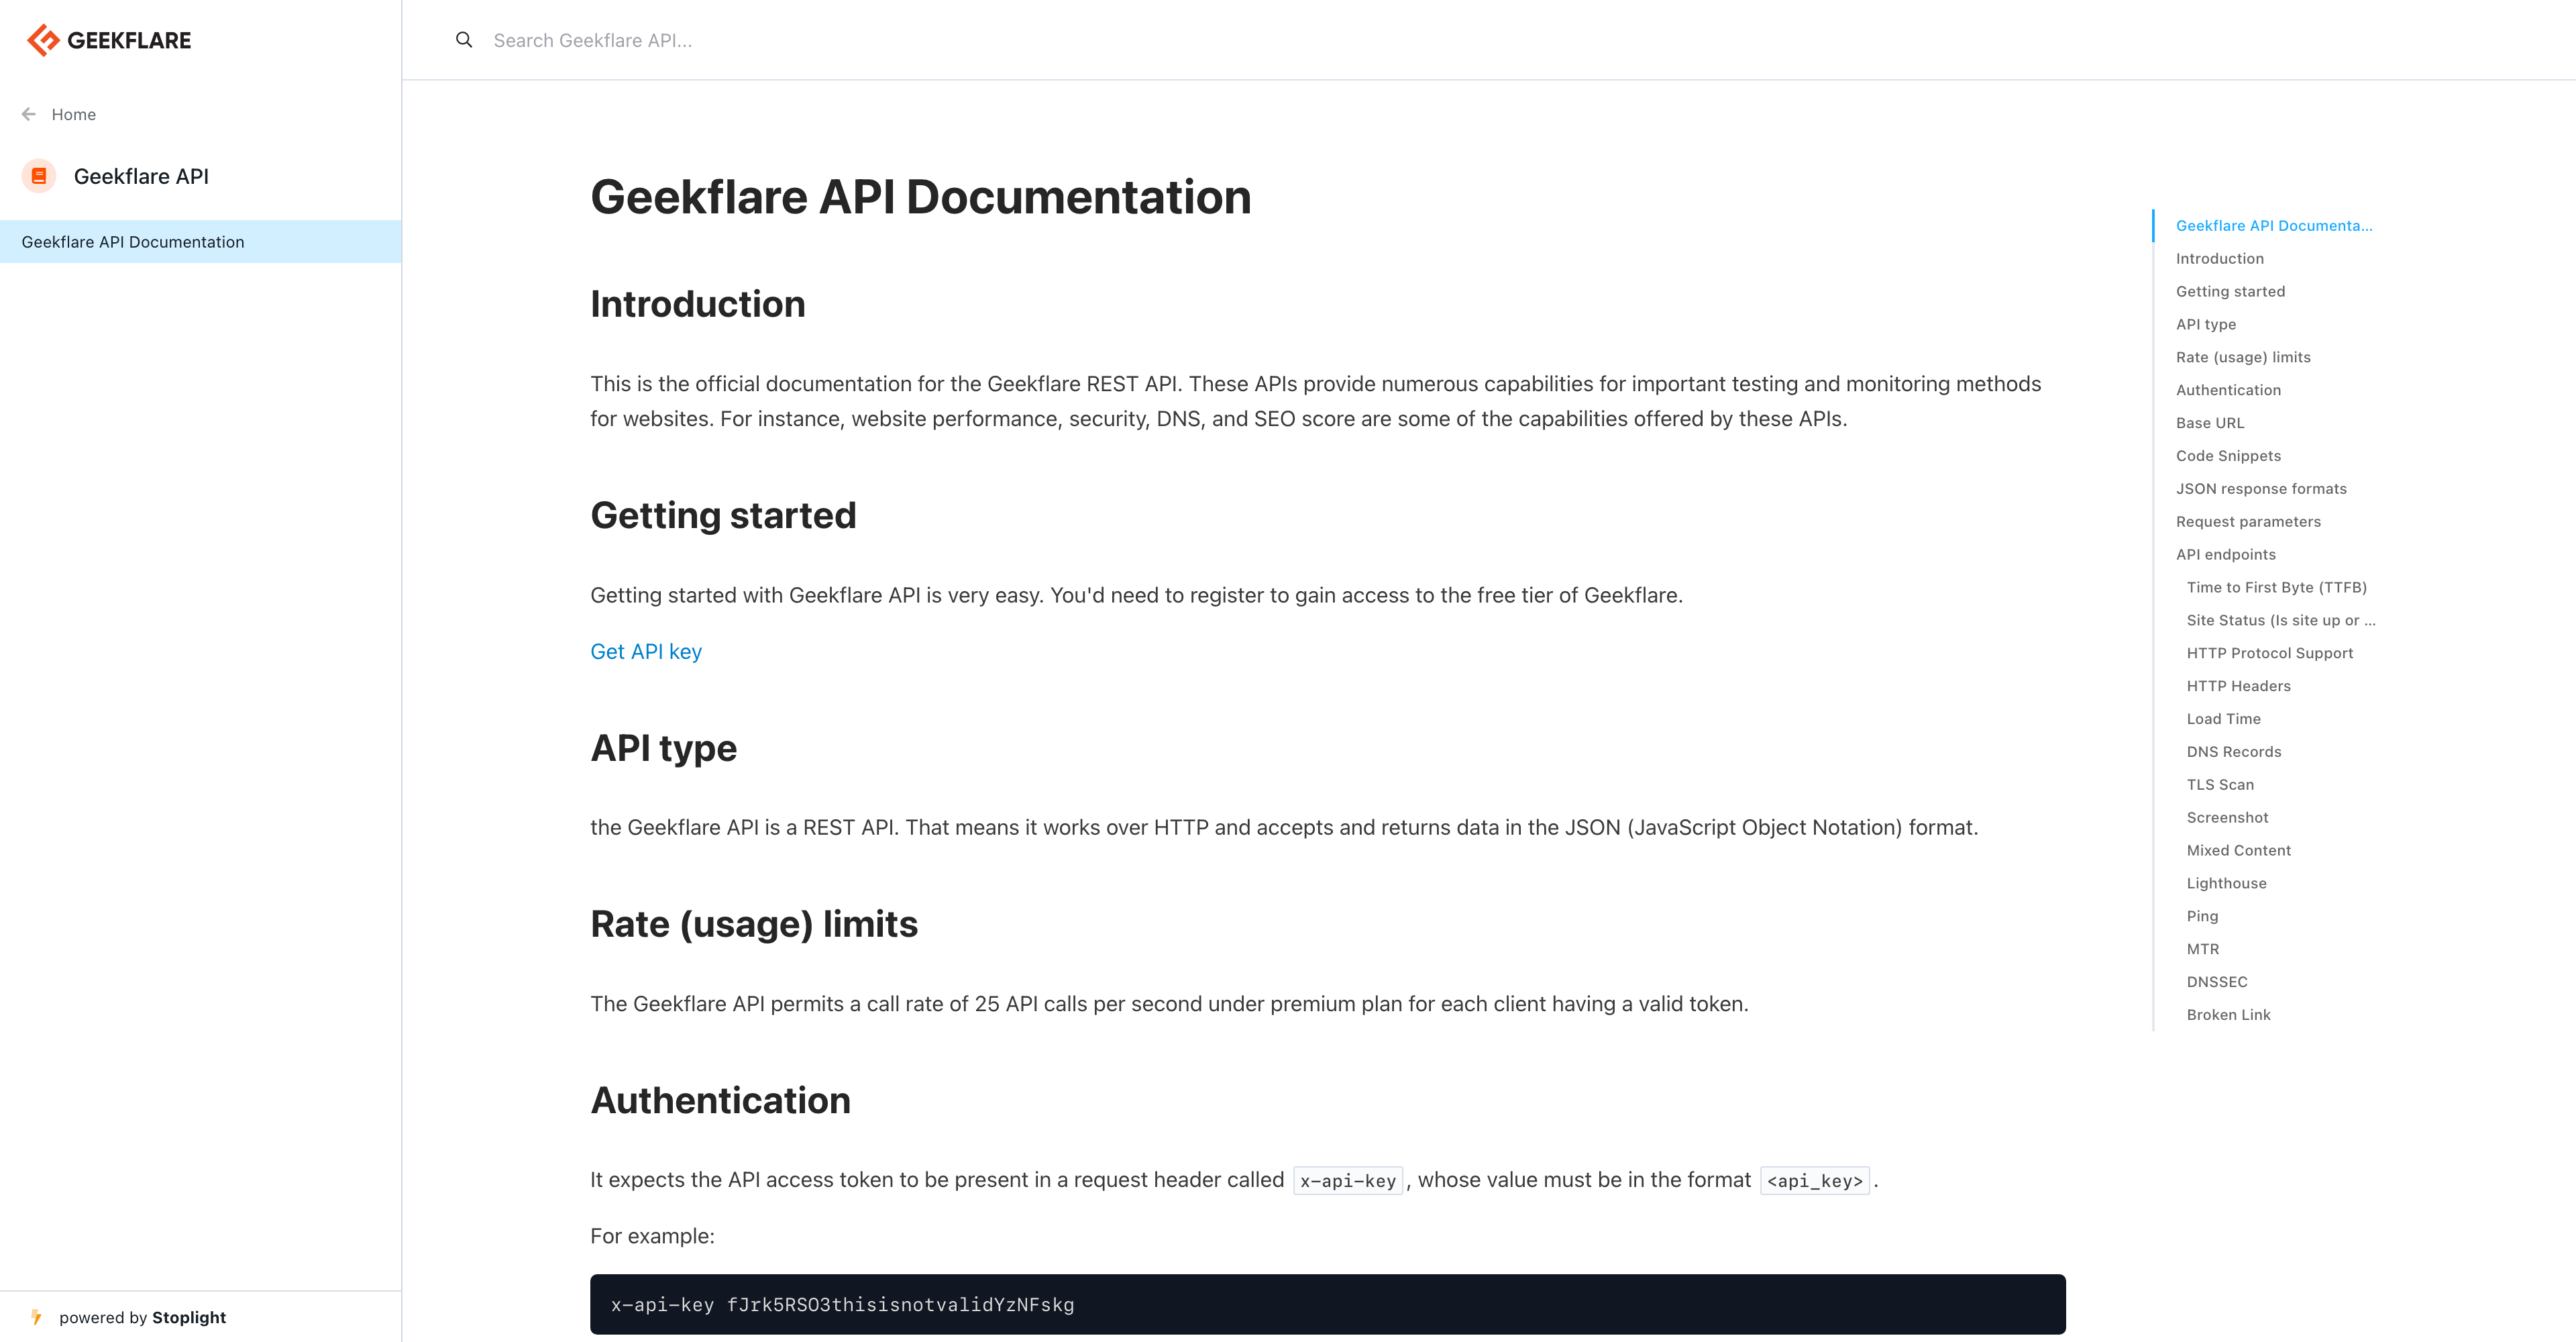 GEEKFLARE
Search Geekflare API...
Home
Geekflare API
Geekflare API Documentation
Geekflare API Documentation
Introduction
This is the official documentation for the Geekflare REST API. These APIs provide numerous capabilities for important testing and monitoring methods
for websites. For instance, website performance, security, DNS, and SEO score are some of the capabilities offered by these APIs.
Getting started
Getting started with Geekflare API is very easy. You'd need to register to gain access to the free tier of Geekflare.
Get API key
API type
the Geekflare API is a REST API. That means it works over HTTP and accepts and returns data in the JSON (JavaScript Object Notation) format.
Rate (usage) limits
The Geekflare API permits a call rate of 25 API calls per second under premium plan for each client having a valid token.
Authentication
It expects the API access token to be present in a request header called x-api-key, whose value must be in the format <api_key>.
For example:
x-api-key fJrk5RSO3thisisnotvalidYzNFskg
Geekflare API Documenta...
Introduction
Getting started
API type
Rate (usage) limits
Authentication
Base URL
Code Snippets
JSON response formats
Request parameters
API endpoints
Time to First Byte (TTFB)
Site Status (Is site up or ...
HTTP Protocol Support
HTTP Headers
Load Time
DNS Records
TLS Scan
Screenshot
Mixed Content
Lighthouse
Ping
MTR
DNSSEC
Broken Link
powered by Stoplight